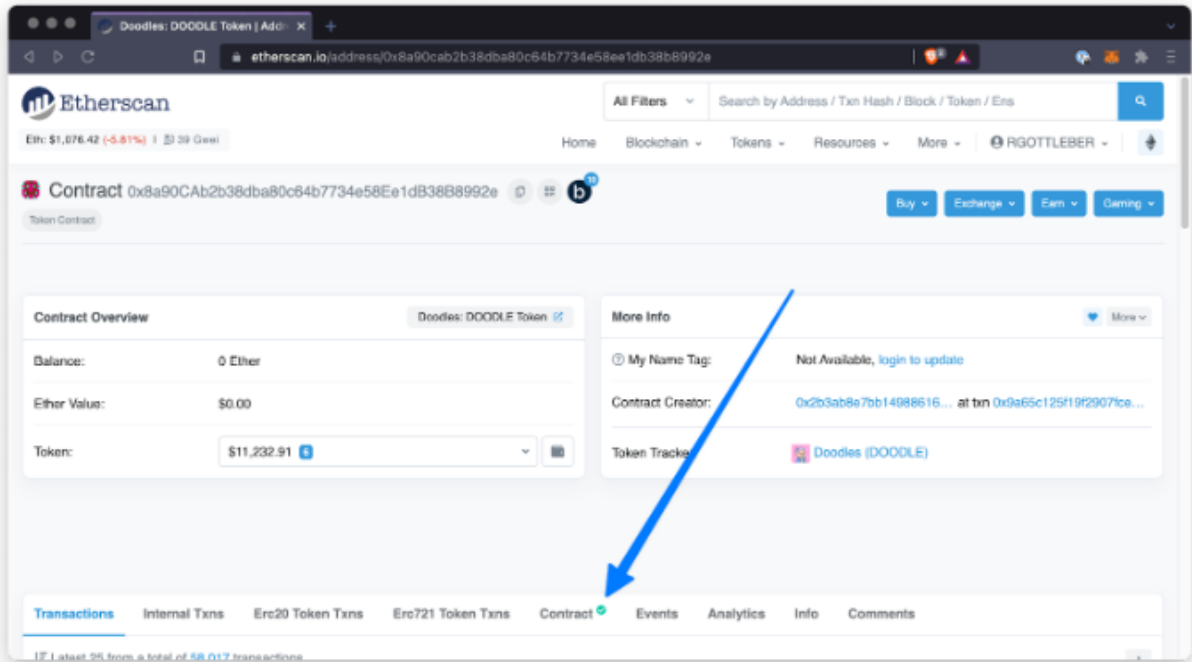 Doodles: DOODLE Token | Addr
etherscan.io/address/0x8a90cab2b38dba80c64b7734e58ee1db38b8992e
Etherscan
All Filters
Search by Address / Txn Hash / Block / Token / Ens
Eth: $1,076.42 (-5.81%) | 39 Gwei
Home Blockchain Tokens Resources More RGOTTLEBER
Contract 0x8a90CAb2b38dba80c64b7734e58Ee1dB38B8992e
Token Contract
Buy Exchange Earn Gaming
Contract Overview
Doodles: DOODLE Token
Balance: 0 Ether
Ether Value: $0.00
Token: $11,232.91 6
More Info
More
My Name Tag: Not Available, login to update
Contract Creator: 0x2b3ab8e7bb14988616... at txn 0x9a65c125f19f2907fce...
Token Tracke
Doodles (DOODLE)
Transactions Internal Txns Erc20 Token Txns Erc721 Token Txns Contract Events Analytics Info Comments
Latest 25 from a total of 58,017 transactions